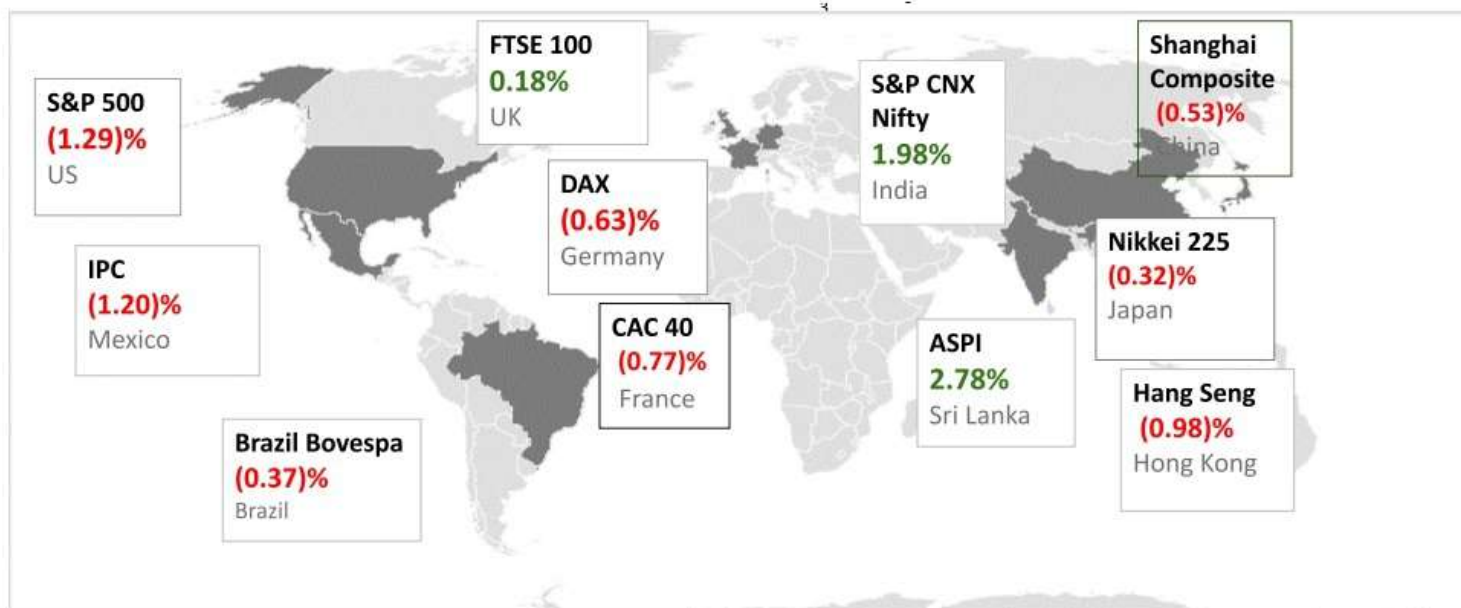 FTSE 100
0.18%
UK
Shanghai
Composite
(0.53)%
China
S&P CNX
Nifty
1.98%
India
S&P 500
(1.29)%
US
DAX
(0.63)%
Germany
Nikkei 225
(0.32)%
Japan
IPC
(1.20)%
Mexico
CAC 40
(0.77)%
France
ASPI
2.78%
Sri Lanka
Hang Seng
(0.98)%
Hong Kong
Brazil Bovespa
(0.37)%
Brazil